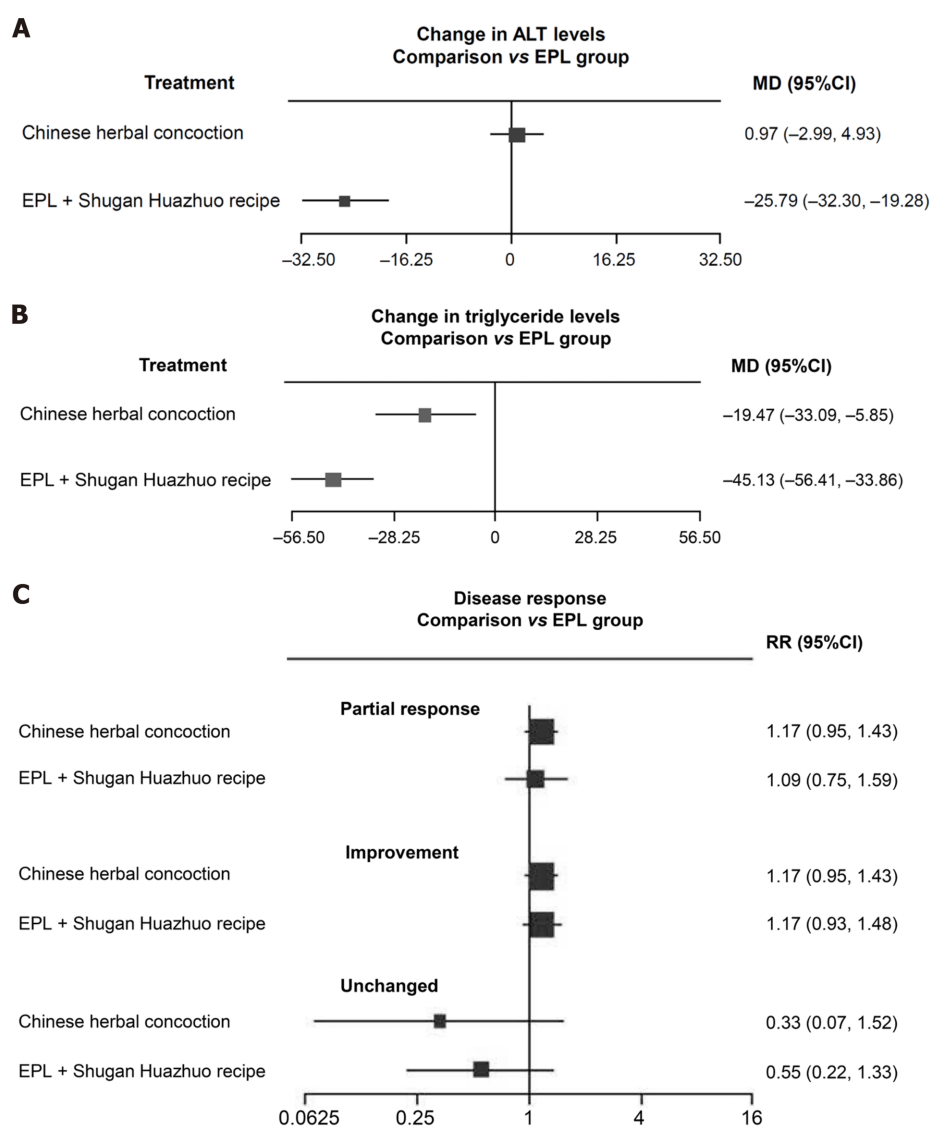 A
Change in ALT levels
Comparison vs EPL group
Treatment MD (95%CI)
Chinese herbal concoction 0.97 (–2.99, 4.93)
EPL + Shugan Huazhuo recipe –25.79 (–32.30, –19.28)
–32.50 –16.25 0 16.25 32.50
B
Change in triglyceride levels
Comparison vs EPL group
Treatment MD (95%CI)
Chinese herbal concoction –19.47 (–33.09, –5.85)
EPL + Shugan Huazhuo recipe –45.13 (–56.41, –33.86)
–56.50 –28.25 0 28.25 56.50
C
Disease response
Comparison vs EPL group
RR (95%CI)
Partial response
Chinese herbal concoction 1.17 (0.95, 1.43)
EPL + Shugan Huazhuo recipe 1.09 (0.75, 1.59)
Improvement
Chinese herbal concoction 1.17 (0.95, 1.43)
EPL + Shugan Huazhuo recipe 1.17 (0.93, 1.48)
Unchanged
Chinese herbal concoction 0.33 (0.07, 1.52)
EPL + Shugan Huazhuo recipe 0.55 (0.22, 1.33)
0.0625 0.25 1 4 16